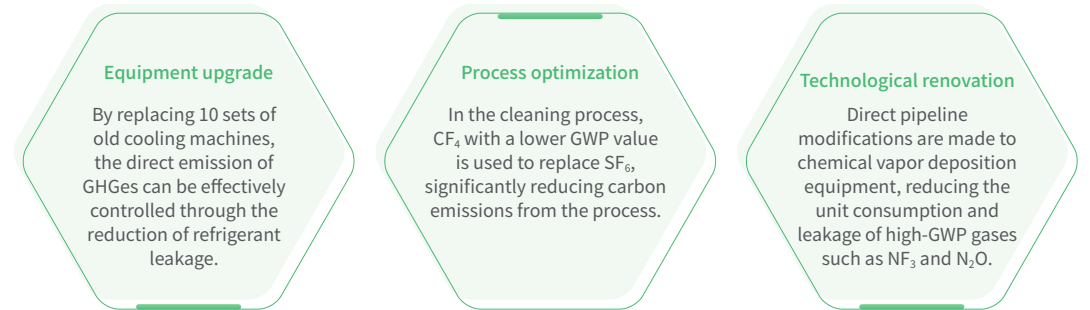 Equipment upgrade
By replacing 10 sets of
old cooling machines,
the direct emission of
GHGes can be effectively
controlled through the
reduction of refrigerant
leakage.
Process optimization
In the cleaning process,
CF₄ with a lower GWP value
is used to replace SF₆,
significantly reducing carbon
emissions from the process.
Technological renovation
Direct pipeline
modifications are made to
chemical vapor deposition
equipment, reducing the
unit consumption and
leakage of high-GWP gases
such as NF₃ and N₂O.